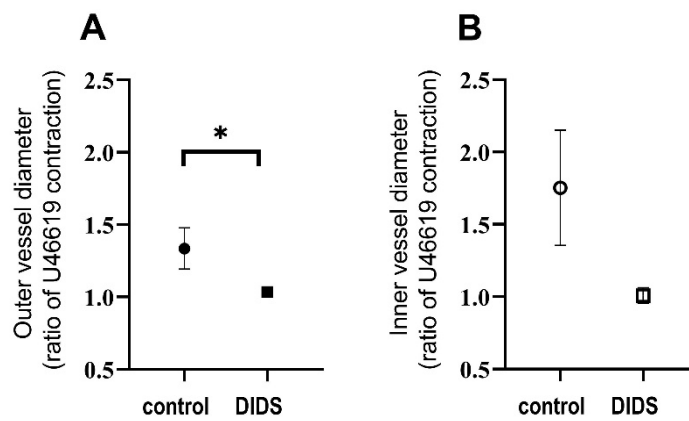 A
Outer vessel diameter
(ratio of U46619 contraction)
2.5
2.0
1.5
1.0
0.5
*
control DIDS
B
Inner vessel diameter
(ratio of U46619 contraction)
2.5
2.0
1.5
1.0
0.5
control DIDS